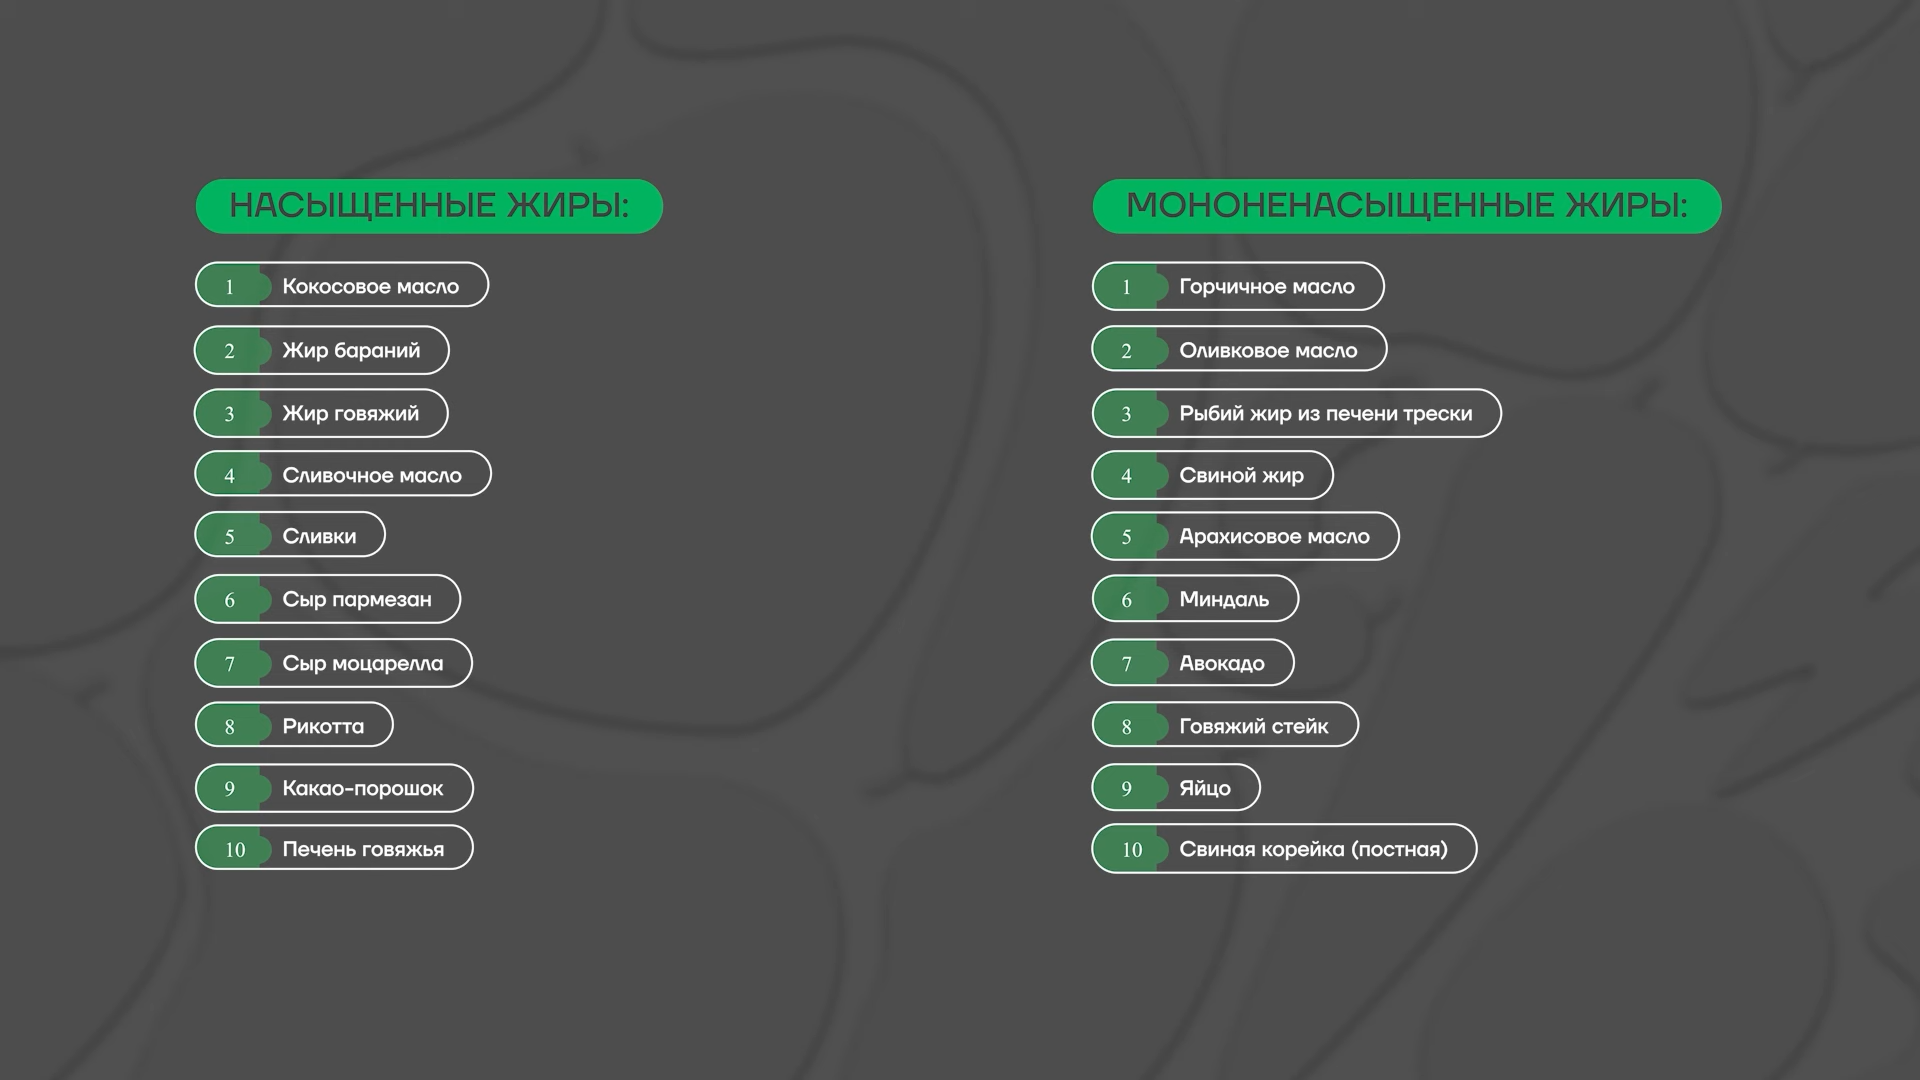 НАСЫЩЕННЫЕ ЖИРЫ:
1 Кокосовое масло
2 Жир бараний
3 Жир говяжий
4 Сливочное масло
5 Сливки
6 Сыр пармезан
7 Сыр моцарелла
8 Рикотта
9 Какао-порошок
10 Печень говяжья
МОНОНЕНАСЫЩЕННЫЕ ЖИРЫ:
1 Горчичное масло
2 Оливковое масло
3 Рыбий жир из печени трески
4 Свиной жир
5 Арахисовое масло
6 Миндаль
7 Авокадо
8 Говяжий стейк
9 Яйцо
10 Свиная корейка (постная)